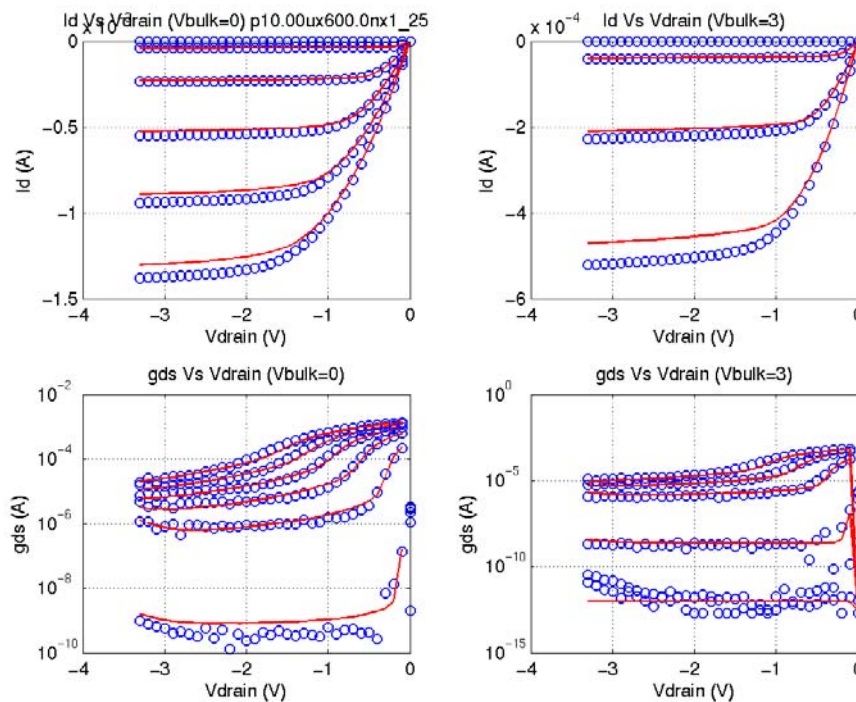 Id Vs Vdrain (Vbulk=0) p10.00ux600.0nx1_25
x 10
0
−0.5
−1
−1.5
Id (A)
−4 −3 −2 −1 0
Vdrain (V)
Id Vs Vdrain (Vbulk=3)
x 10⁻⁴
0
−2
−4
−6
Id (A)
−4 −3 −2 −1 0
Vdrain (V)
gds Vs Vdrain (Vbulk=0)
10⁻²
10⁻⁴
10⁻⁶
10⁻⁸
10⁻¹⁰
gds (A)
−4 −3 −2 −1 0
Vdrain (V)
gds Vs Vdrain (Vbulk=3)
10⁰
10⁻⁵
10⁻¹⁰
10⁻¹⁵
gds (A)
−4 −3 −2 −1 0
Vdrain (V)